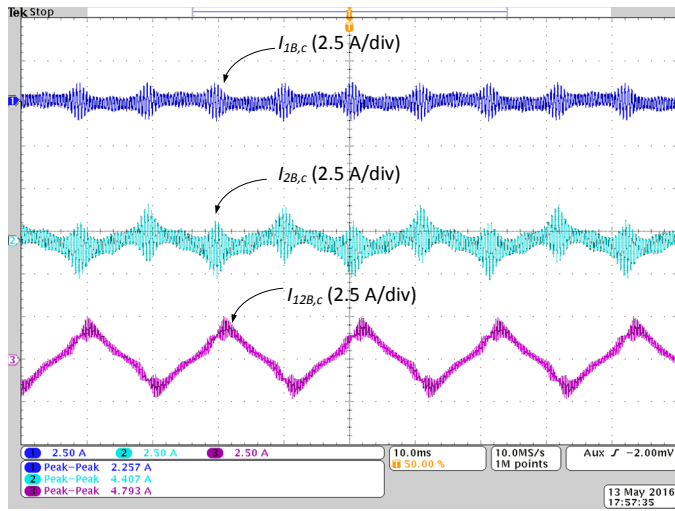 Tek Stop
T
I1B,c (2.5 A/div)
1
I2B,c (2.5 A/div)
2
I12B,c (2.5 A/div)
3
1 2.50 A 2 2.50 A 3 2.50 A
1 Peak-Peak 2.257 A
2 Peak-Peak 4.407 A
3 Peak-Peak 4.793 A
10.0ms
T 50.00 %
10.0MS/s
1M points
Aux ƒ -2.00mV
13 May 2016
17:57:35